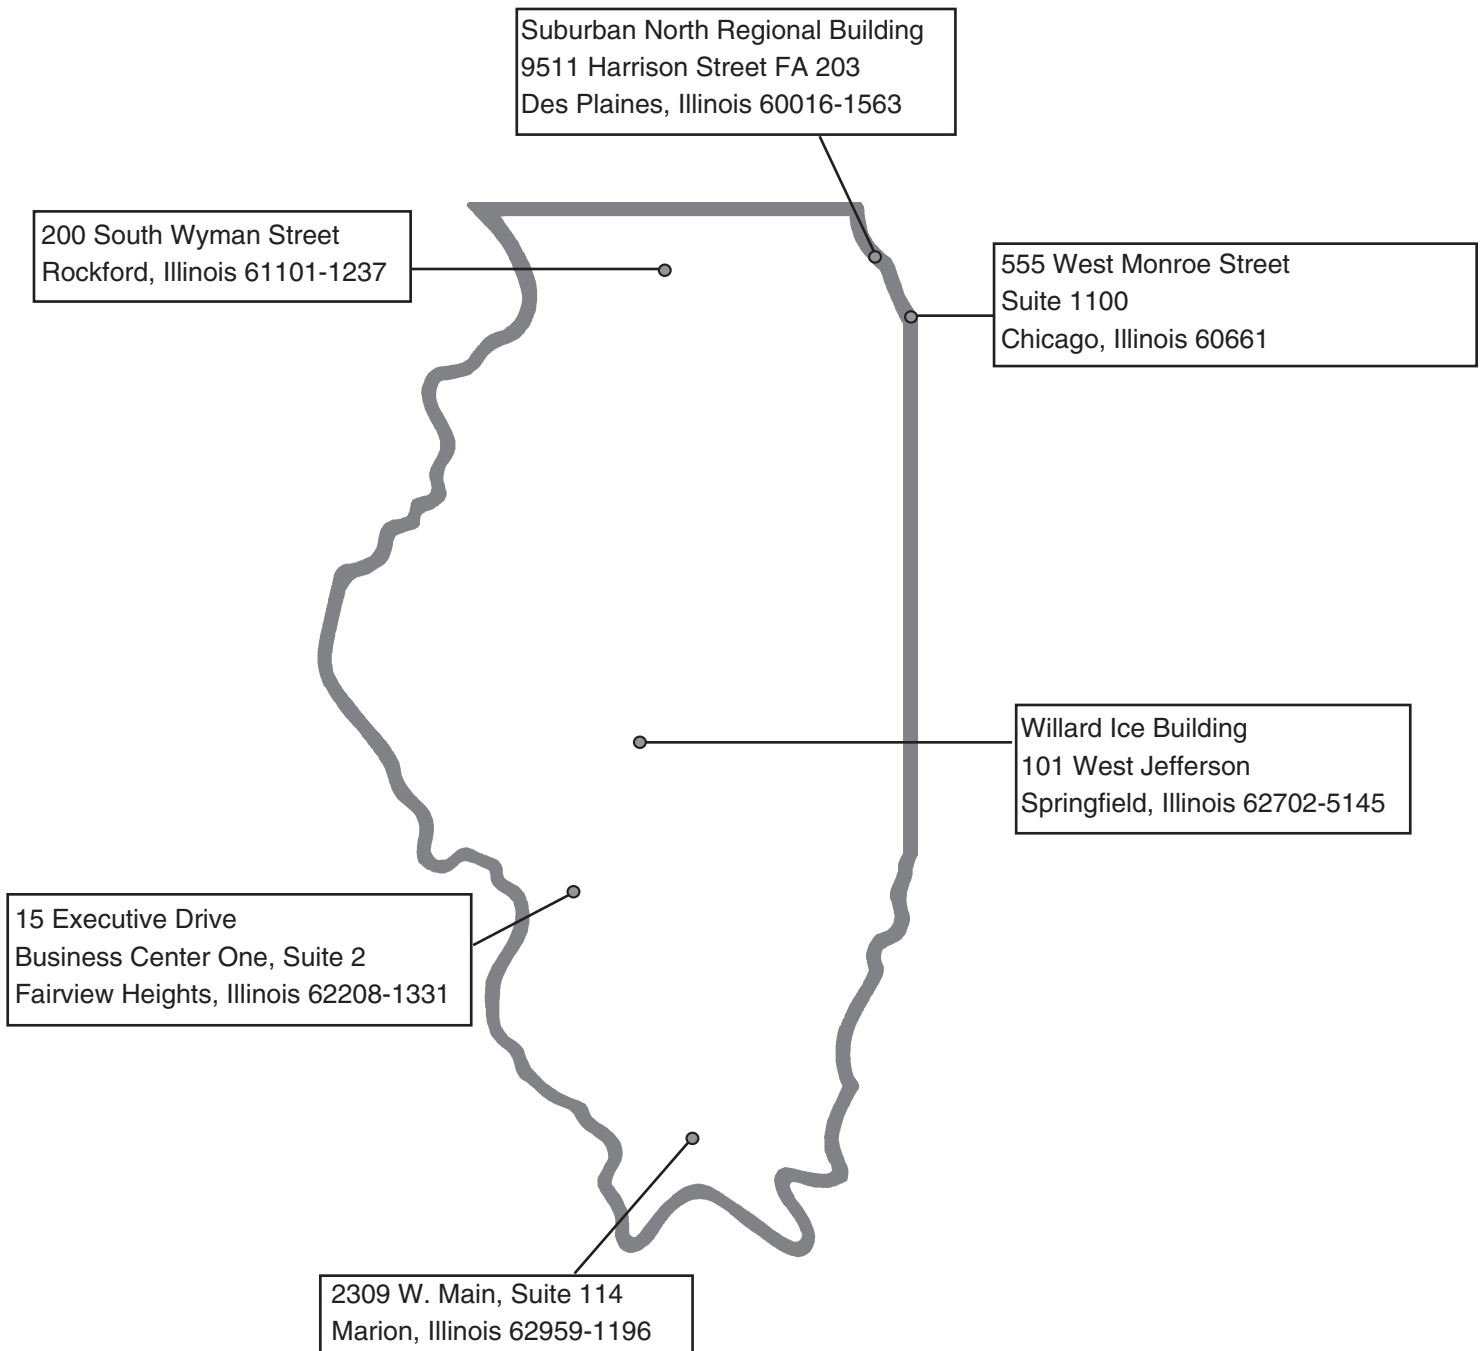 Suburban North Regional Building
9511 Harrison Street FA 203
Des Plaines, Illinois 60016-1563
200 South Wyman Street
Rockford, Illinois 61101-1237
555 West Monroe Street
Suite 1100
Chicago, Illinois 60661
Willard Ice Building
101 West Jefferson
Springfield, Illinois 62702-5145
15 Executive Drive
Business Center One, Suite 2
Fairview Heights, Illinois 62208-1331
2309 W. Main, Suite 114
Marion, Illinois 62959-1196